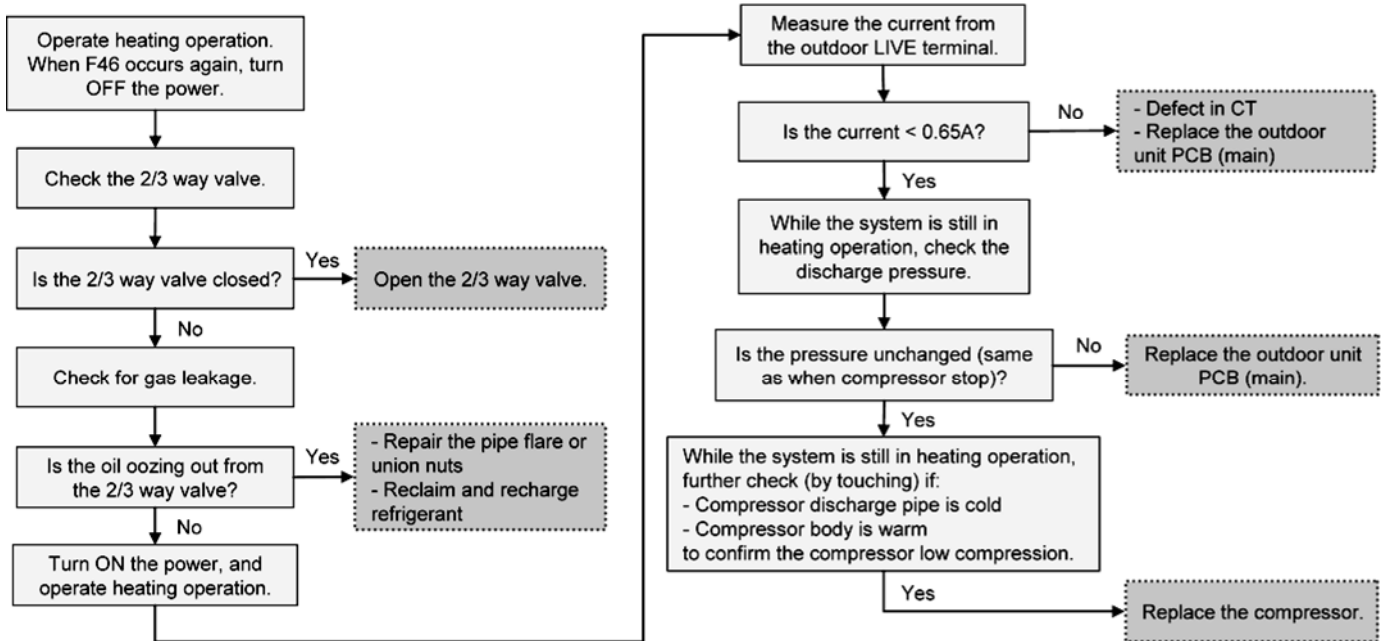 Operate heating operation.
When F46 occurs again, turn
OFF the power.
Check the 2/3 way valve.
Is the 2/3 way valve closed?
Yes
Open the 2/3 way valve.
No
Check for gas leakage.
Is the oil oozing out from
the 2/3 way valve?
Yes
- Repair the pipe flare or
union nuts
- Reclaim and recharge
refrigerant
No
Turn ON the power, and
operate heating operation.
Measure the current from
the outdoor LIVE terminal.
Is the current < 0.65A?
No
- Defect in CT
- Replace the outdoor
unit PCB (main)
Yes
While the system is still in
heating operation, check the
discharge pressure.
Is the pressure unchanged (same
as when compressor stop)?
No
Replace the outdoor unit
PCB (main).
Yes
While the system is still in heating operation,
further check (by touching) if:
- Compressor discharge pipe is cold
- Compressor body is warm
to confirm the compressor low compression.
Yes
Replace the compressor.